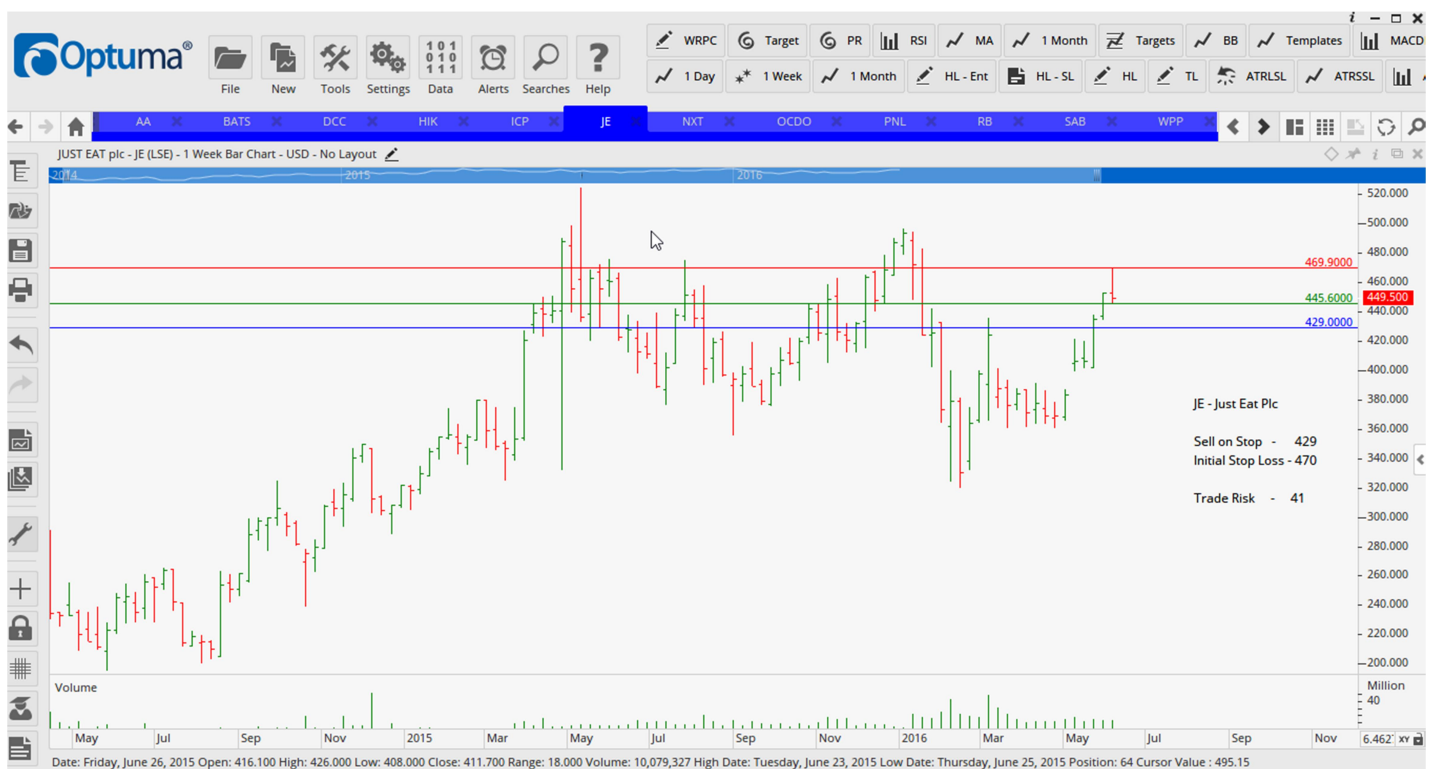 Optuma®
File
New
Tools
Settings
101
010
111
Data
Alerts
Searches
?
Help
WRPC
Target
PR
RSI
MA
1 Month
Targets
BB
Templates
MACD
1 Day
1 Week
1 Month
HL - Ent
HL - SL
HL
TL
ATRLSL
ATRSSL
AA
BATS
DCC
HIK
ICP
JE
NXT
OCDO
PNL
RB
SAB
WPP
JUST EAT plc - JE (LSE) - 1 Week Bar Chart - USD - No Layout
2014
2015
2016
520.000
500.000
480.000
469.9000
460.000
445.6000
449.500
440.000
429.0000
420.000
400.000
380.000
JE - Just Eat Plc
360.000
Sell on Stop - 429
Initial Stop Loss - 470
340.000
320.000
Trade Risk - 41
300.000
280.000
260.000
240.000
220.000
200.000
Volume
Million
40
May
Jul
Sep
Nov
2015
Mar
May
Jul
Sep
Nov
2016
Mar
May
Jul
Sep
Nov
XY
Date: Friday, June 26, 2015 Open: 416.100 High: 426.000 Low: 408.000 Close: 411.700 Range: 18.000 Volume: 10,079,327 High Date: Tuesday, June 23, 2015 Low Date: Thursday, June 25, 2015 Position: 64 Cursor Value : 495.15